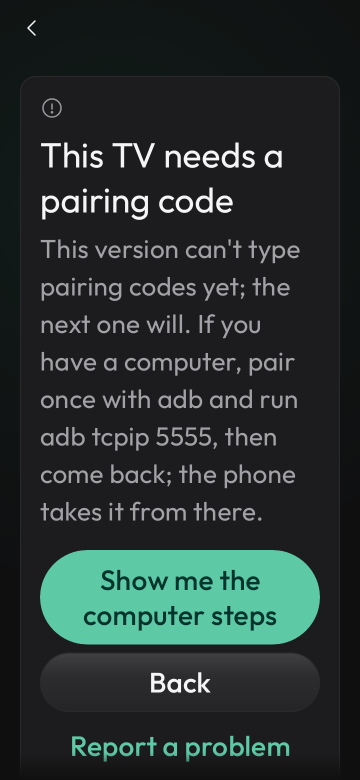 This TV needs a
pairing code
This version can't type
pairing codes yet; the
next one will. If you
have a computer, pair
once with adb and run
adb tcpip 5555, then
come back; the phone
takes it from there.
Show me the
computer steps
Back
Report a problem